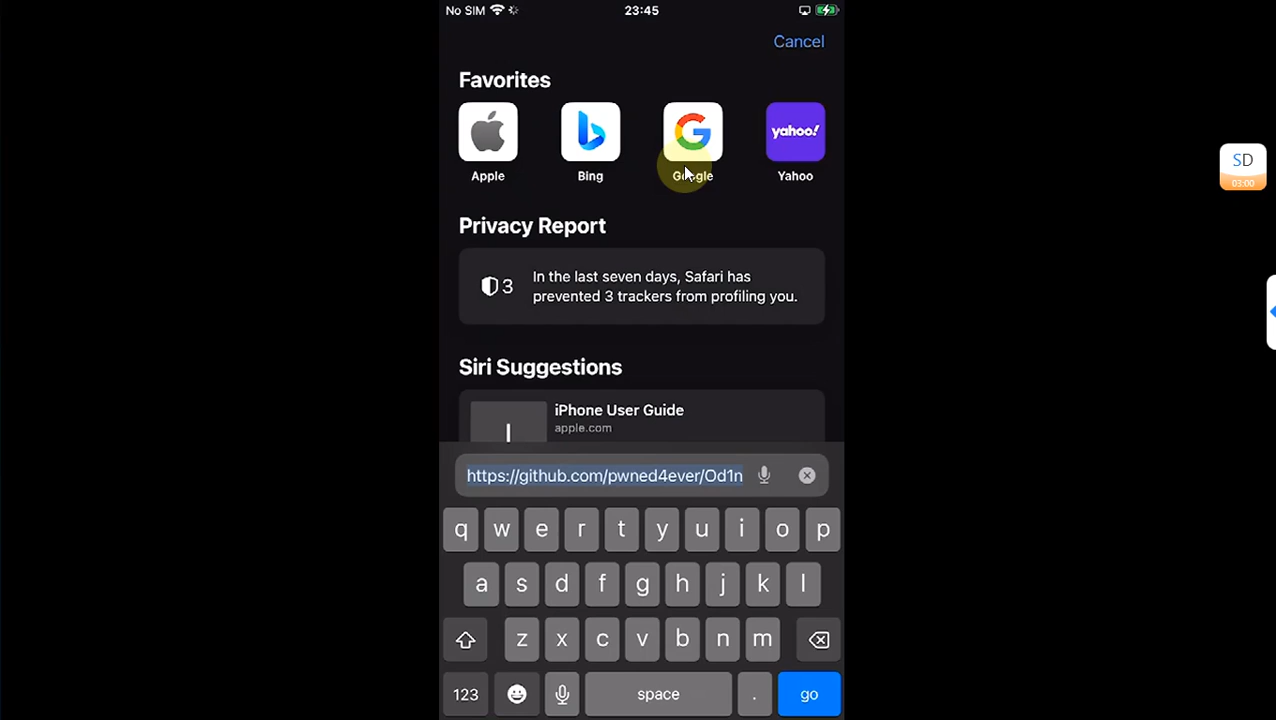 No SIM 23:45
Cancel
Favorites
yahoo!
Apple Bing Google Yahoo
Privacy Report
3 In the last seven days, Safari has
prevented 3 trackers from profiling you.
Siri Suggestions
iPhone User Guide
apple.com
https://github.com/pwned4ever/Od1n
q w e r t y u i o p
a s d f g h j k l
z x c v b n m
123 space . go
SD
03:00